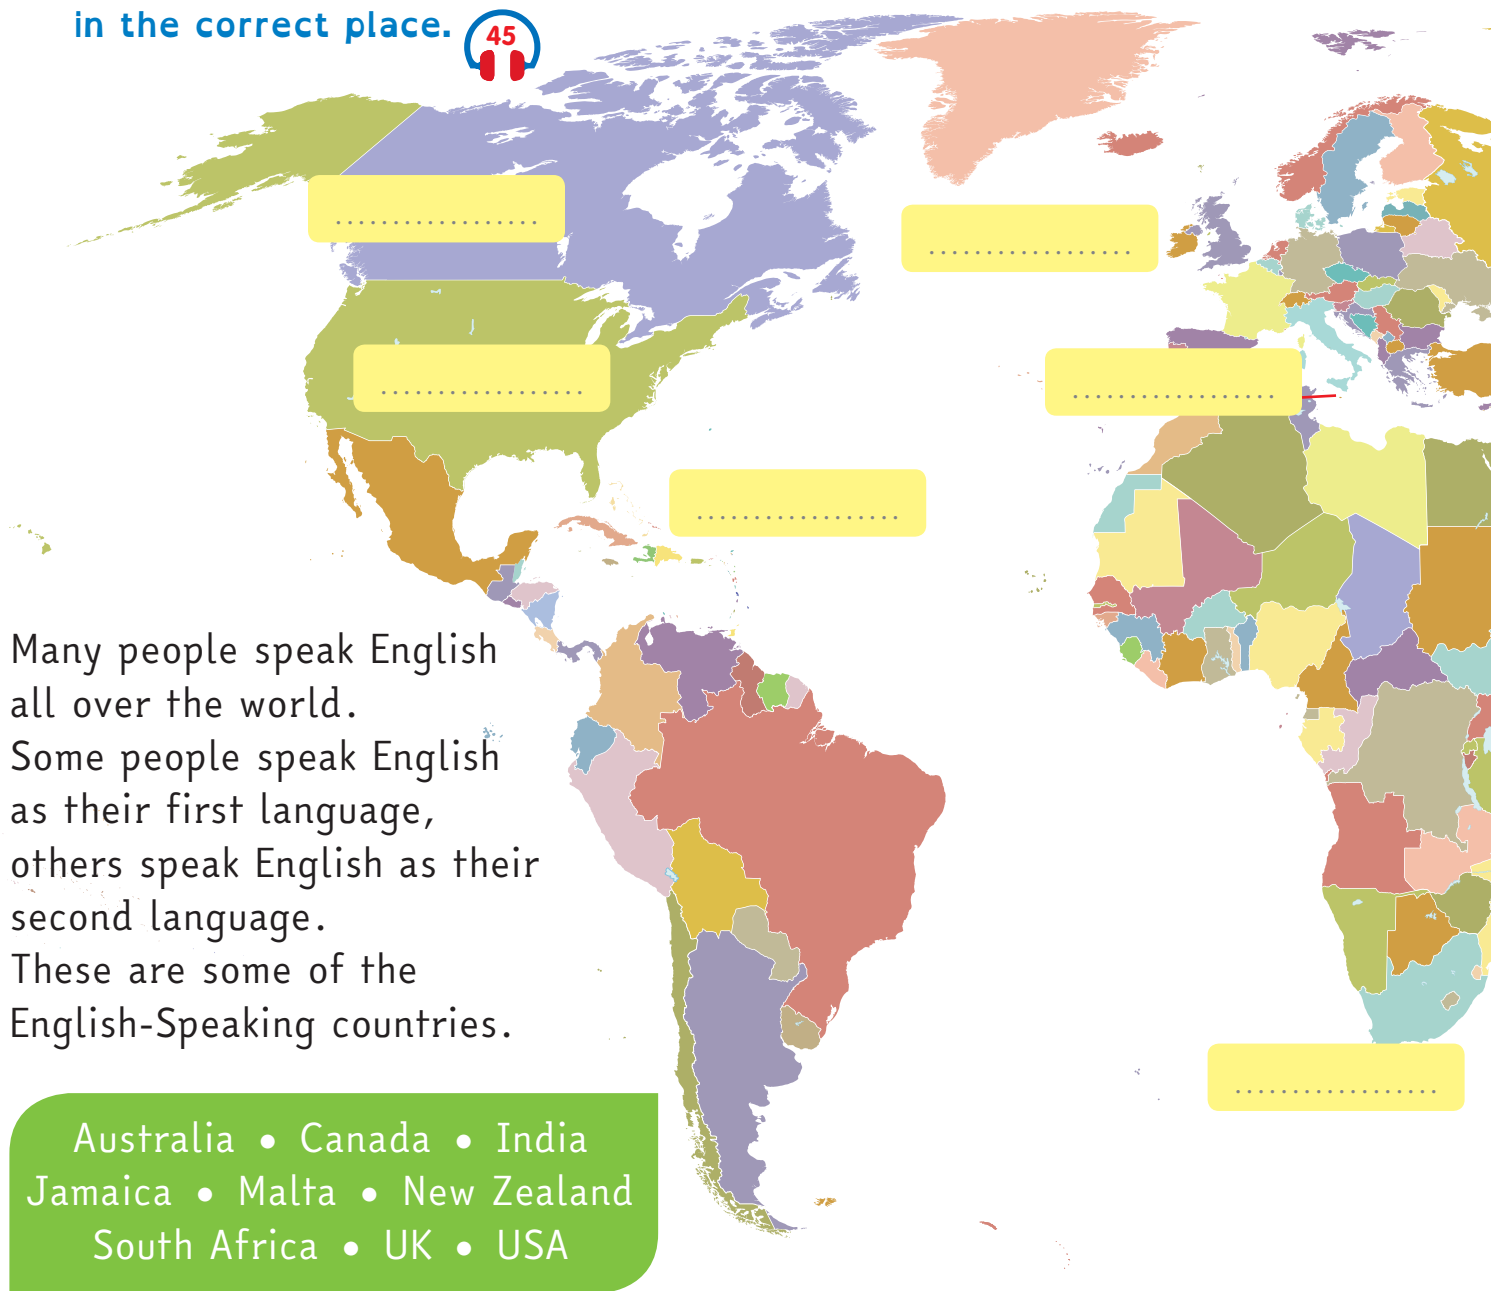 in the correct place.
45
.................
.................
.................
.................
.................
.................
Many people speak English
all over the world.
Some people speak English
as their first language,
others speak English as their
second language.
These are some of the
English-Speaking countries.
Australia • Canada • India
Jamaica • Malta • New Zealand
South Africa • UK • USA